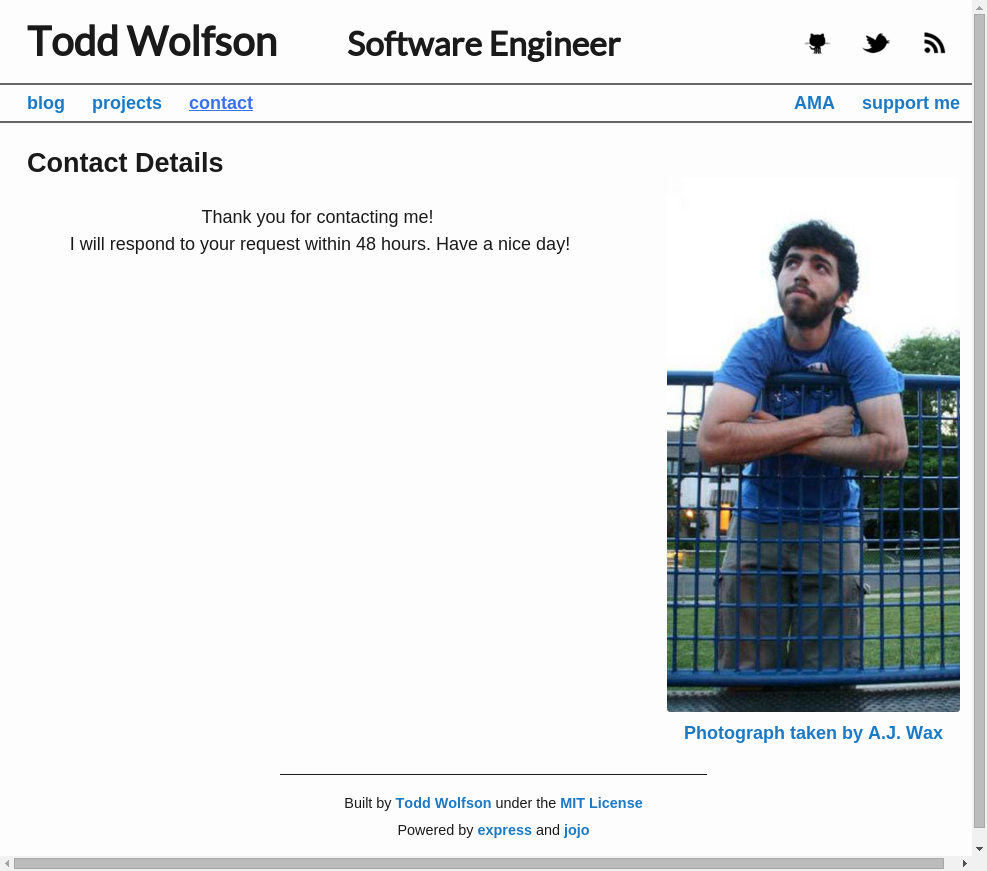 Todd Wolfson Software Engineer
blog projects contact AMA support me
Contact Details
Thank you for contacting me!
I will respond to your request within 48 hours. Have a nice day!
Photograph taken by A.J. Wax
Built by Todd Wolfson under the MIT License
Powered by express and jojo